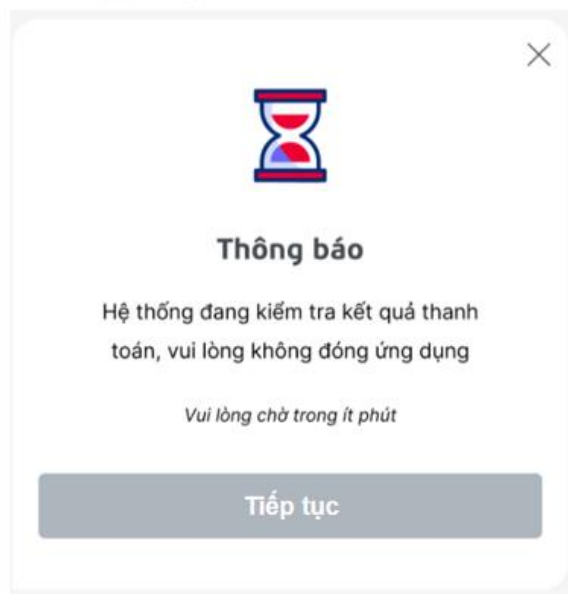 Thông báo
Hệ thống đang kiểm tra kết quả thanh
toán, vui lòng không đóng ứng dụng
Vui lòng chờ trong ít phút
Tiếp tục